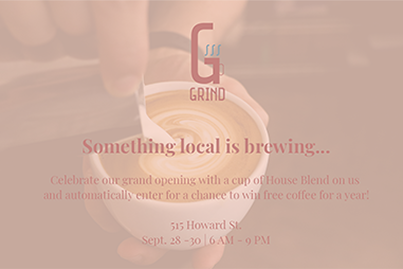 G
GRIND
Something local is brewing...
Celebrate our grand opening with a cup of House Blend on us
and automatically enter for a chance to win free coffee for a year!
515 Howard St.
Sept. 28 -30 | 6 AM - 9 PM